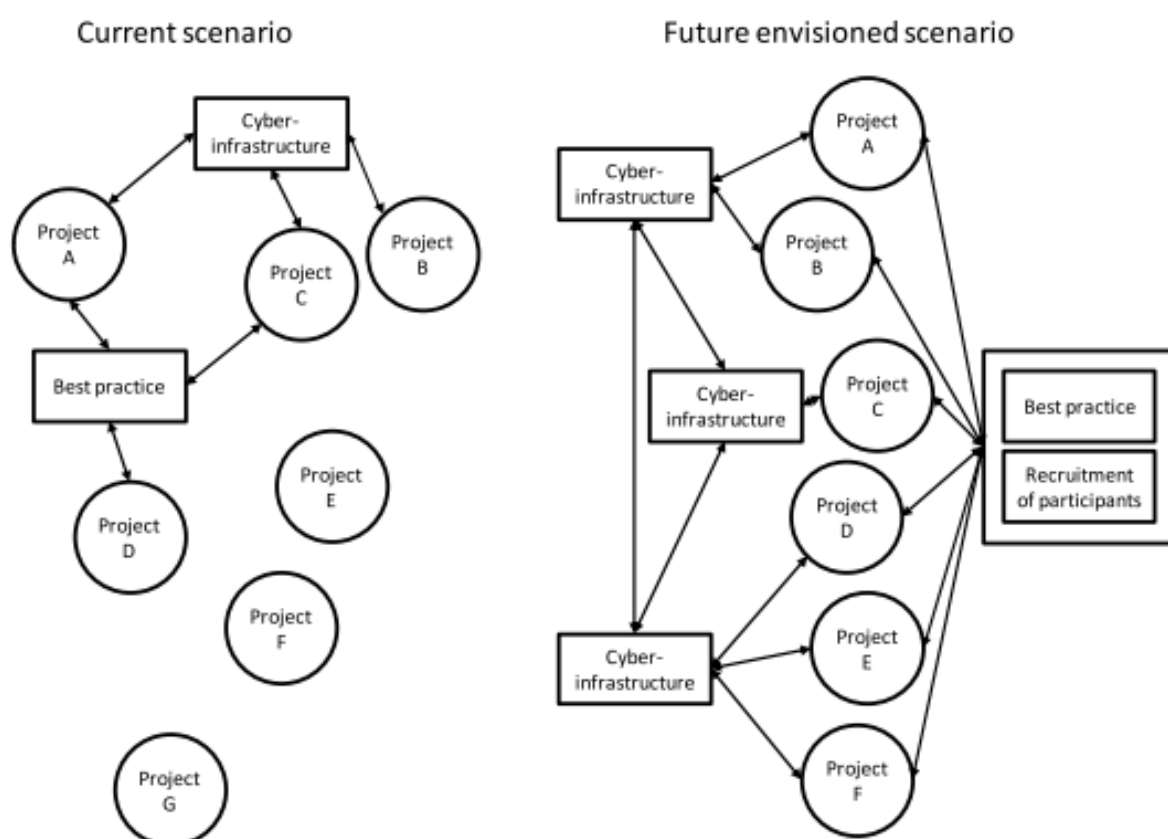 Current scenario
Cyber-
infrastructure
Project
A
Project
B
Project
C
Best practice
Project
E
Project
D
Project
F
Project
G
Future envisioned scenario
Project
A
Cyber-
infrastructure
Project
B
Cyber-
infrastructure
Project
C
Best practice
Recruitment
of participants
Project
D
Cyber-
infrastructure
Project
E
Project
F